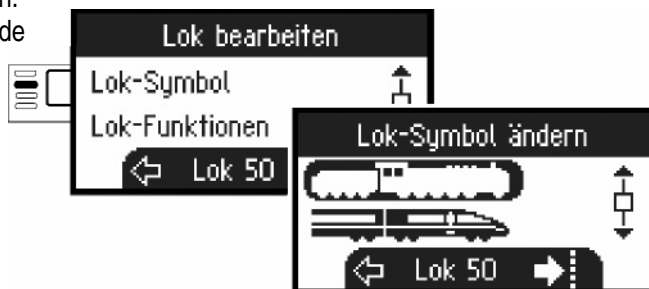 n.
de
Lok bearbeiten
Lok-Symbol
Lok-Funktionen
Lok 50
Lok-Symbol ändern
Lok 50